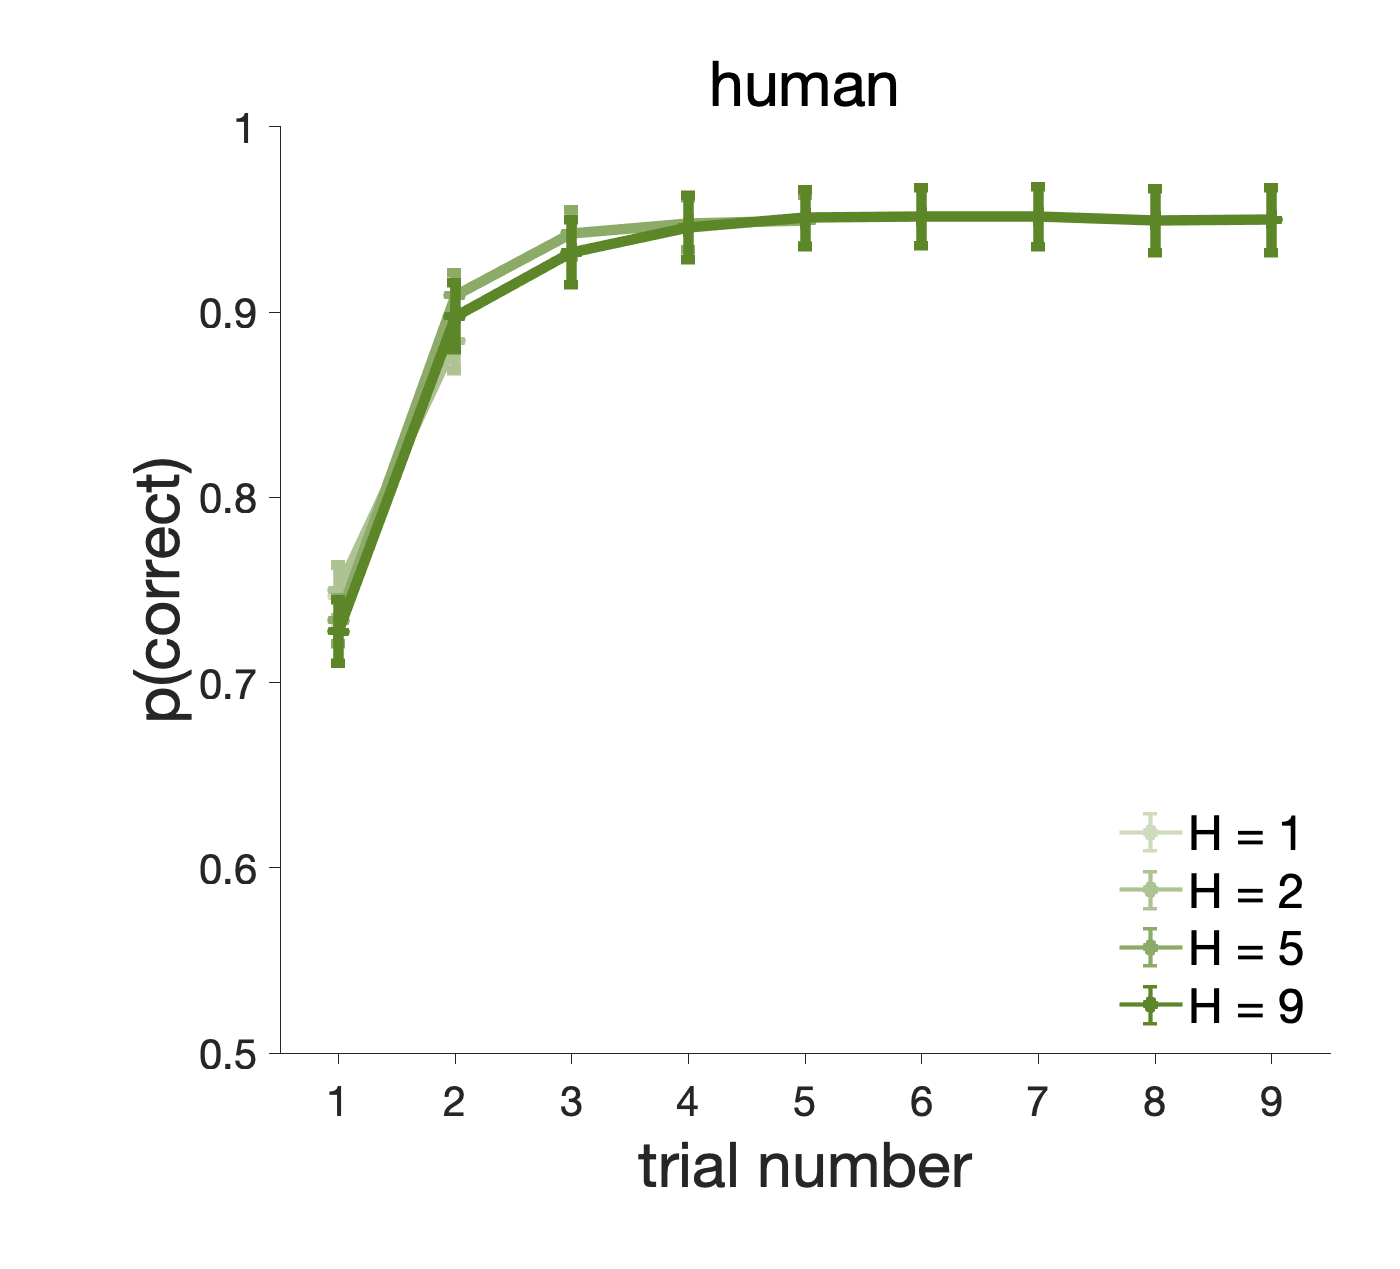 human
p(correct)
1
0.9
0.8
0.7
0.6
0.5
1 2 3 4 5 6 7 8 9
trial number
H = 1
H = 2
H = 5
H = 9